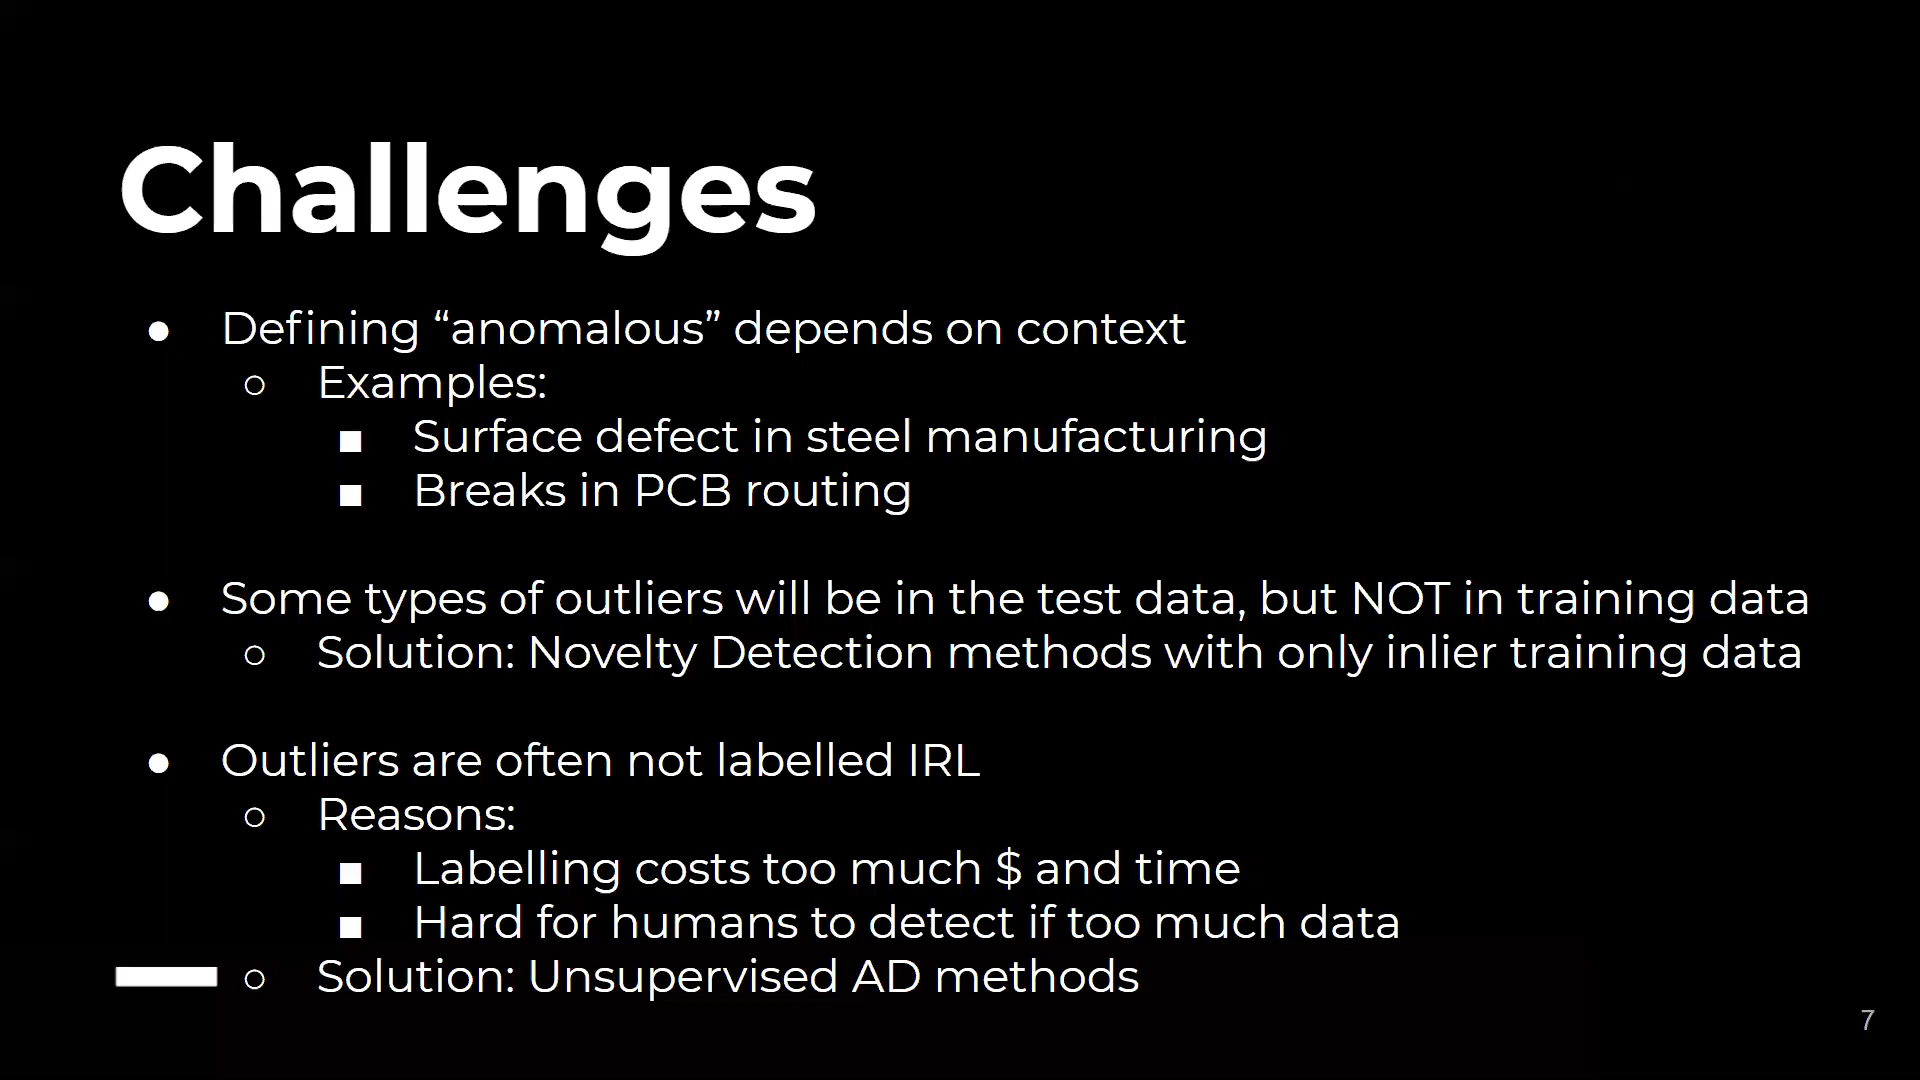 Challenges
● Defining “anomalous” depends on context
○ Examples:
■ Surface defect in steel manufacturing
■ Breaks in PCB routing
● Some types of outliers will be in the test data, but NOT in training data
○ Solution: Novelty Detection methods with only inlier training data
● Outliers are often not labelled IRL
○ Reasons:
■ Labelling costs too much $ and time
■ Hard for humans to detect if too much data
○ Solution: Unsupervised AD methods
7